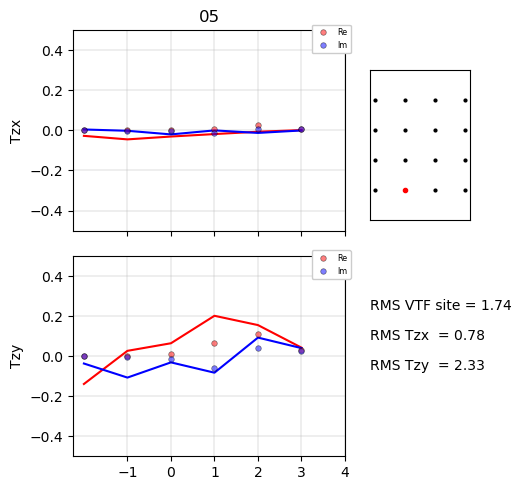 05
Re
Im
0.4
0.2
0.0
−0.2
−0.4
Tzx
Re
Im
0.4
0.2
0.0
−0.2
−0.4
Tzy
−1 0 1 2 3 4
RMS VTF site = 1.74
RMS Tzx = 0.78
RMS Tzy = 2.33